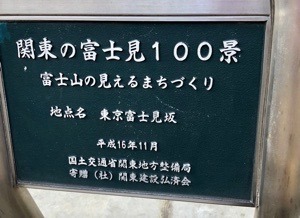 関東の富士見１００景
富士山の見えるまちづくり
地点名　東京富士見坂
平成16年11月
国土交通省関東地方整備局
寄贈（社）関東建設弘済会